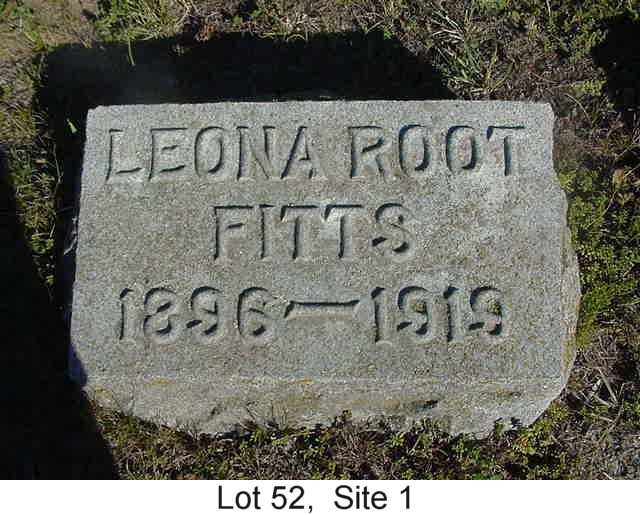 LEONA ROOT
FITTS
1896—1919
Lot 52,  Site 1